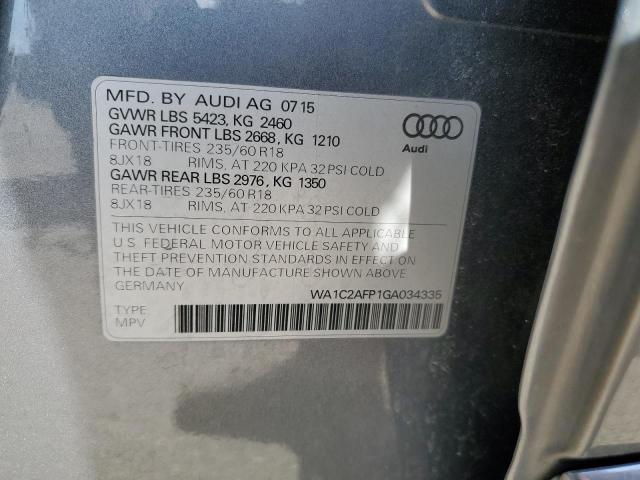 MFD. BY AUDI AG 07 15
GVWR LBS 5423, KG 2460
GAWR FRONT LBS 2668, KG 1210
FRONT-TIRES 235/60 R18
8JX18 RIMS, AT 220 KPA 32 PSI COLD
GAWR REAR LBS 2976, KG 1350
REAR-TIRES 235/60 R18
8JX18 RIMS, AT 220 KPA 32 PSI COLD
Audi
THIS VEHICLE CONFORMS TO ALL APPLICABLE
U.S. FEDERAL MOTOR VEHICLE SAFETY AND
THEFT PREVENTION STANDARDS IN EFFECT ON
THE DATE OF MANUFACTURE SHOWN ABOVE
GERMANY
WA1C2AFP1GA034335
TYPE:
MPV